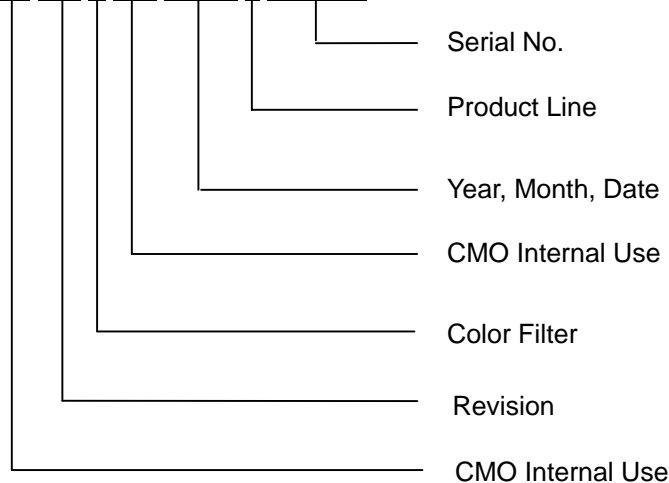 Serial No.
Product Line
Year, Month, Date
CMO Internal Use
Color Filter
Revision
CMO Internal Use